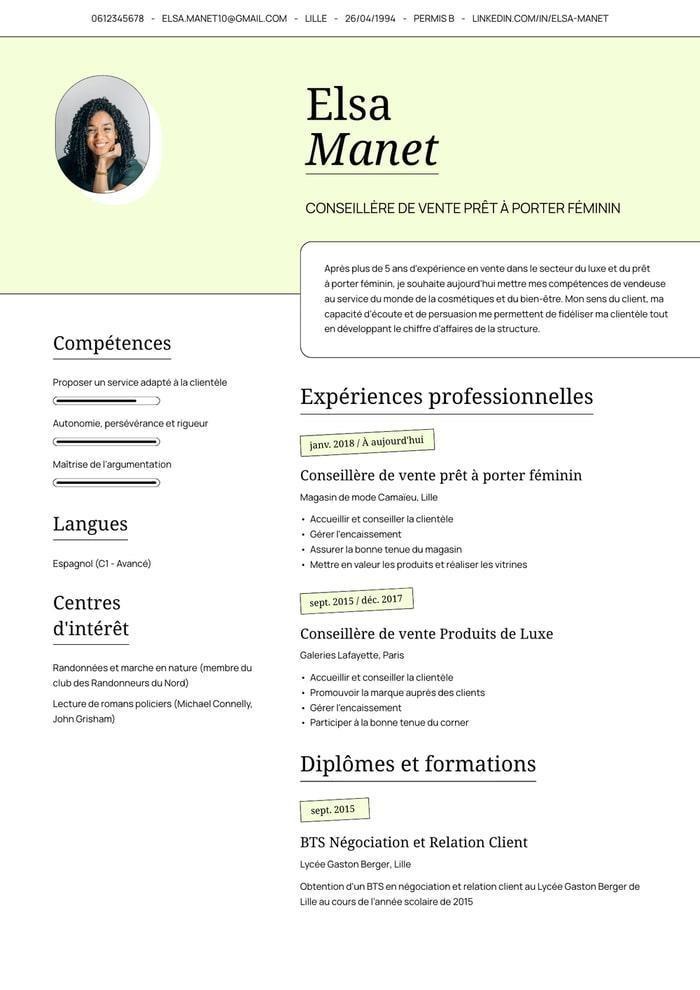 0612345678 - ELSA.MANET10@GMAIL.COM - LILLE - 26/04/1994 - PERMIS B - LINKEDIN.COM/IN/ELSA-MANET
Elsa
Manet
CONSEILLÈRE DE VENTE PRÊT À PORTER FÉMININ
Après plus de 5 ans d'expérience en vente dans le secteur du luxe et du prêt
à porter féminin, je souhaite aujourd'hui mettre mes compétences de vendeuse
au service du monde de la cosmétiques et du bien-être. Mon sens du client, ma
capacité d'écoute et de persuasion me permettent de fidéliser ma clientèle tout
en développant le chiffre d'affaires de la structure.
Compétences
Proposer un service adapté à la clientèle
Autonomie, persévérance et rigueur
Maîtrise de l'argumentation
Langues
Espagnol (C1 - Avancé)
Centres
d'intérêt
Randonnées et marche en nature (membre du
club des Randonneurs du Nord)
Lecture de romans policiers (Michael Connelly,
John Grisham)
Expériences professionnelles
janv. 2018 / À aujourd'hui
Conseillère de vente prêt à porter féminin
Magasin de mode Camaïeu, Lille
• Accueillir et conseiller la clientèle
• Gérer l'encaissement
• Assurer la bonne tenue du magasin
• Mettre en valeur les produits et réaliser les vitrines
sept. 2015 / déc. 2017
Conseillère de vente Produits de Luxe
Galeries Lafayette, Paris
• Accueillir et conseiller la clientèle
• Promouvoir la marque auprès des clients
• Gérer l'encaissement
• Participer à la bonne tenue du corner
Diplômes et formations
sept. 2015
BTS Négociation et Relation Client
Lycée Gaston Berger, Lille
Obtention d'un BTS en négociation et relation client au Lycée Gaston Berger de
Lille au cours de l'année scolaire de 2015